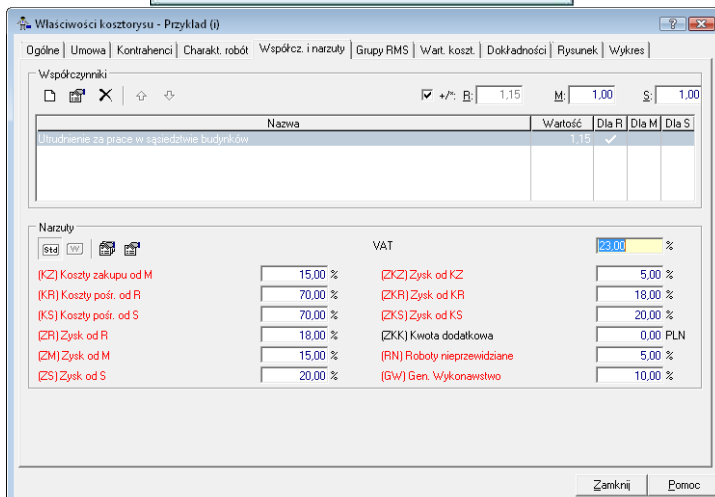 Właściwości kosztorysu - Przyklad (i)
Ogólne Umowa Kontrahenci Charakt. robót Współcz. i narzuty Grupy RMS Wart. koszt. Dokładności Rysunek Wykres
Współczynniki
+/*: R: 1,15 M: 1,00 S: 1,00
Nazwa Wartość Dla R Dla M Dla S
Utrudnienie za prace w sąsiedztwie budynków 1,15
Narzuty
Std W VAT 23,00 %
(KZ) Koszty zakupu od M 15,00 % (ZKZ) Zysk od KZ 5,00 %
(KR) Koszty pośr. od R 70,00 % (ZKR) Zysk od KR 18,00 %
(KS) Koszty pośr. od S 70,00 % (ZKS) Zysk od KS 20,00 %
(ZR) Zysk od R 18,00 % (ZKK) Kwota dodatkowa 0,00 PLN
(ZM) Zysk od M 15,00 % (RN) Roboty nieprzewidziane 5,00 %
(ZS) Zysk od S 20,00 % (GW) Gen. Wykonawstwo 10,00 %
Zamknij Pomoc